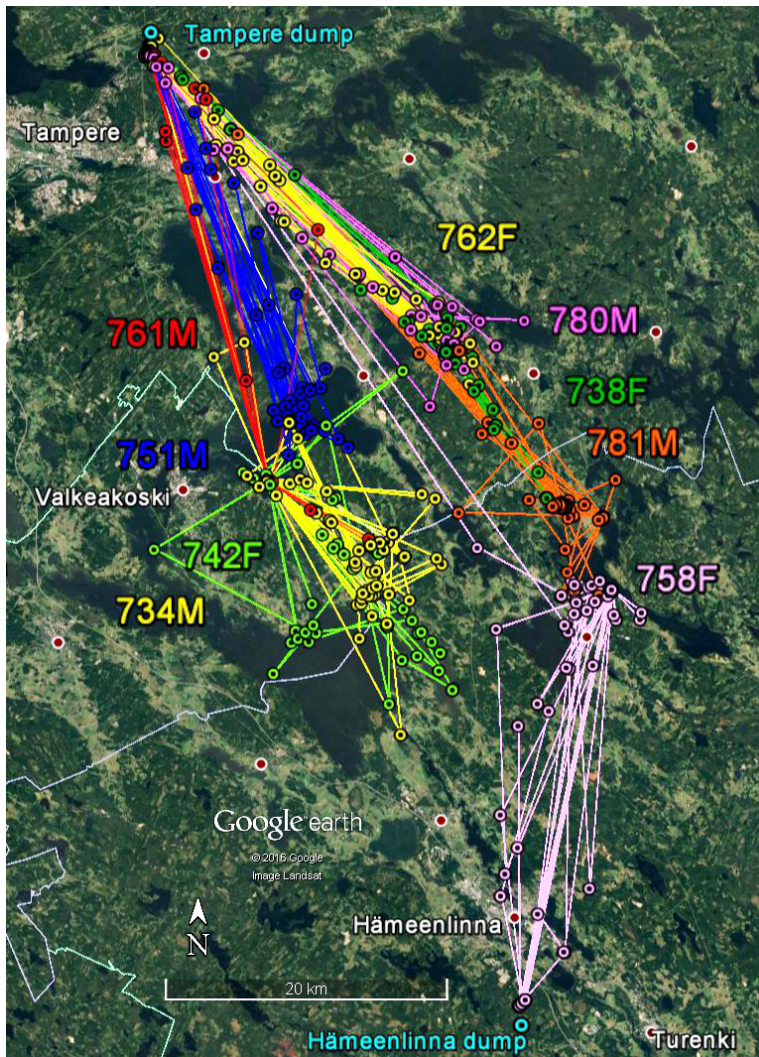 Tampere dump
Tampere
762F
780M
761M
738F
781M
751M
Valkeakoski
742F
758F
734M
Google earth
© 2016 Google
Image Landsat
N
Hämeenlinna
20 km
Hämeenlinna dump
Turenki